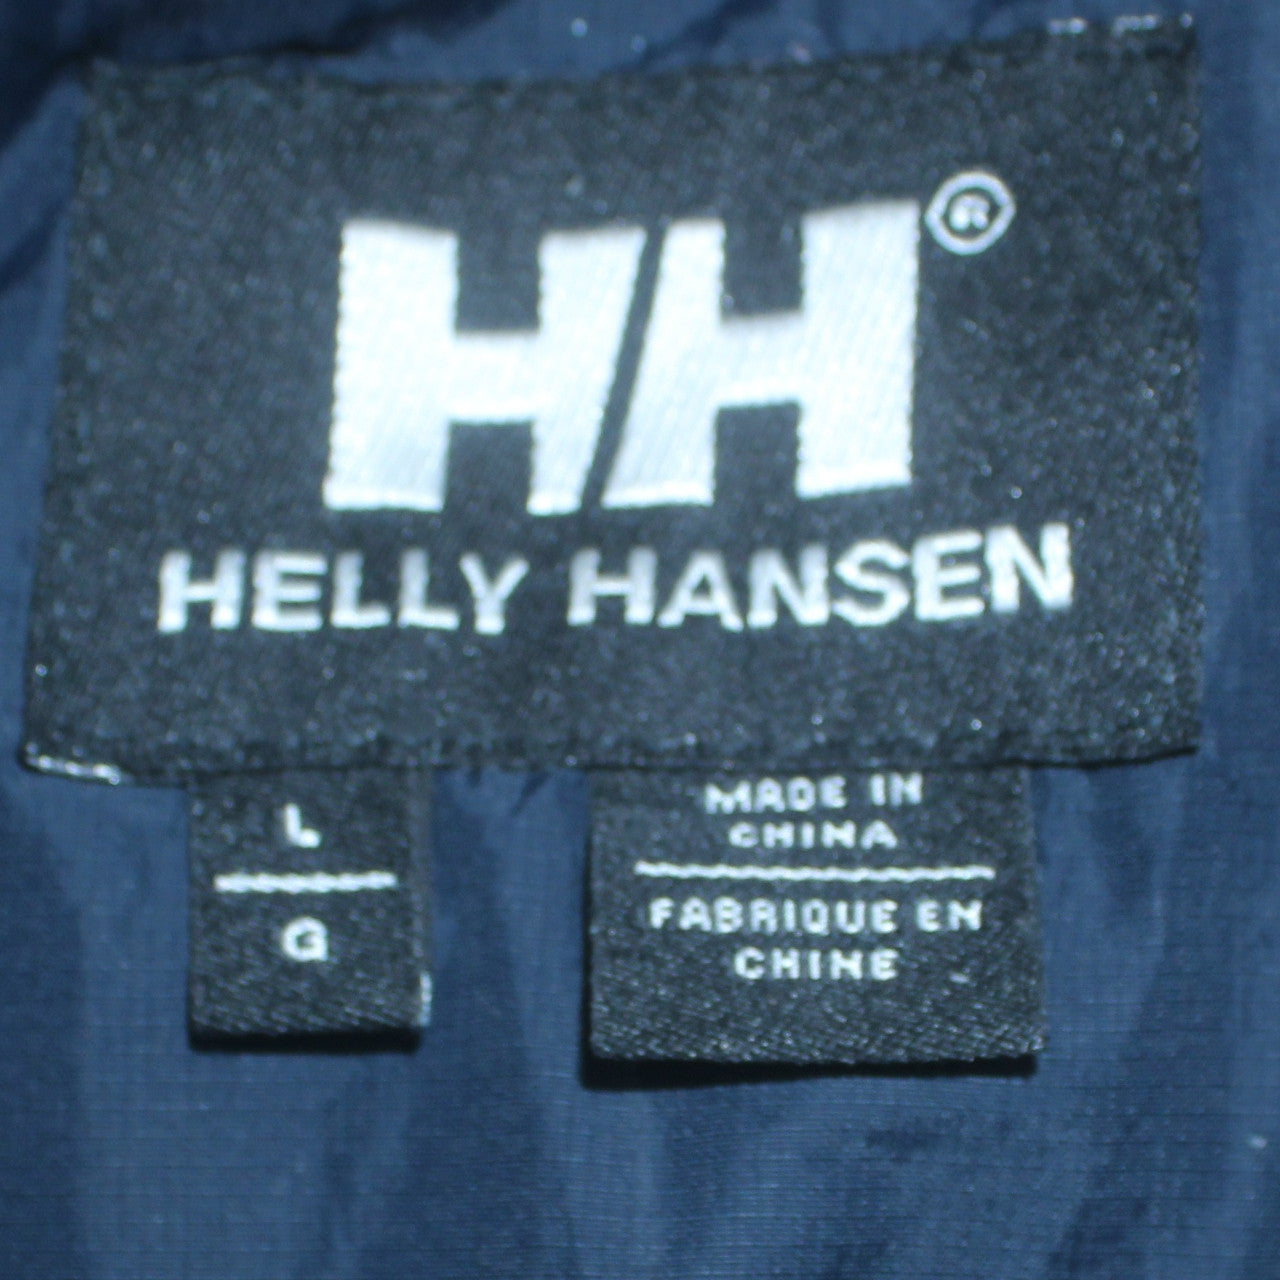 HH®
HELLY HANSEN
L
G
MADE IN
CHINA
FABRIQUE EN
CHINE